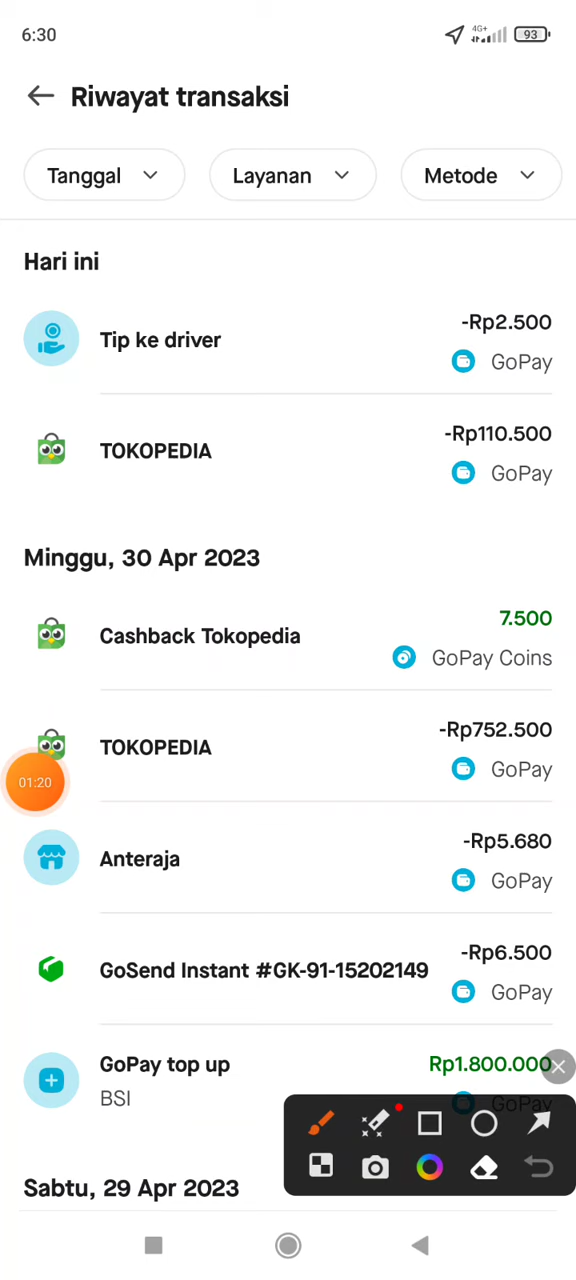 6:30
4G+
93
Riwayat transaksi
Tanggal
Layanan
Metode
Hari ini
Tip ke driver
-Rp2.500
GoPay
TOKOPEDIA
-Rp110.500
GoPay
Minggu, 30 Apr 2023
Cashback Tokopedia
7.500
GoPay Coins
TOKOPEDIA
-Rp752.500
GoPay
01:20
Anteraja
-Rp5.680
GoPay
GoSend Instant #GK-91-15202149
-Rp6.500
GoPay
GoPay top up
Rp1.800.000
BSI
GoPay
Sabtu, 29 Apr 2023